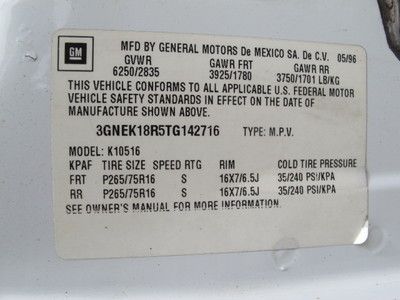 GM
MFD BY GENERAL MOTORS De MEXICO SA. De C.V. 05/96
GVWR GAWR FRT GAWR RR
6250/2835 3925/1780 3750/1701 LB/KG
THIS VEHICLE CONFORMS TO ALL APPLICABLE U.S. FEDERAL MOTOR
VEHICLE SAFETY STANDARDS IN EFFECT ON THE DATE OF
MANUFACTURE SHOWN ABOVE.
3GNEK18R5TG142716 TYPE: M.P.V.
MODEL: K10516
KPAF TIRE SIZE SPEED RTG RIM COLD TIRE PRESSURE
FRT P265/75R16 S 16X7/6.5J 35/240 PSI/KPA
RR P265/75R16 S 16X7/6.5J 35/240 PSI/KPA
SEE OWNER'S MANUAL FOR MORE INFORMATION.